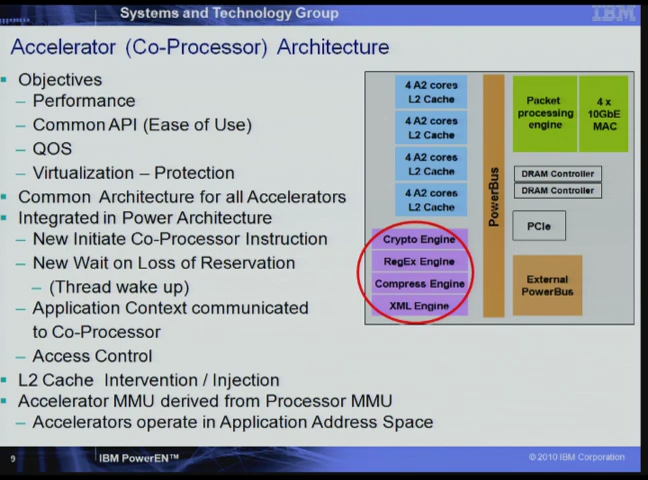 Systems and Technology Group
IBM
Accelerator (Co-Processor) Architecture
Objectives
– Performance
– Common API (Ease of Use)
– QOS
– Virtualization – Protection
Common Architecture for all Accelerators
Integrated in Power Architecture
– New Initiate Co-Processor Instruction
– New Wait on Loss of Reservation
– (Thread wake up)
– Application Context communicated
to Co-Processor
– Access Control
L2 Cache Intervention / Injection
Accelerator MMU derived from Processor MMU
– Accelerators operate in Application Address Space
4 A2 cores
L2 Cache
4 A2 cores
L2 Cache
4 A2 cores
L2 Cache
4 A2 cores
L2 Cache
Crypto Engine
RegEx Engine
Compress Engine
XML Engine
PowerBus
Packet
processing
engine
4 x
10GbE
MAC
DRAM Controller
DRAM Controller
PCIe
External
PowerBus
9
IBM PowerEN™
© 2010 IBM Corporation